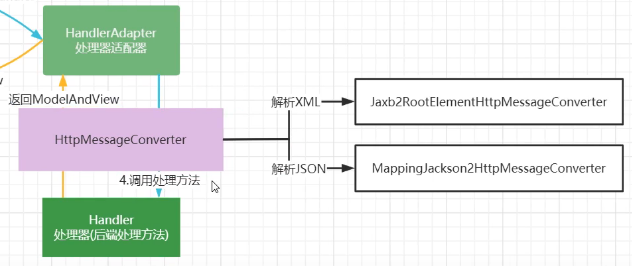 HandlerAdapter
处理器适配器
返回ModelAndView
解析XML
Jaxb2RootElementHttpMessageConverter
HttpMessageConverter
解析JSON
MappingJackson2HttpMessageConverter
4.调用处理方法
Handler
处理器(后端处理方法)